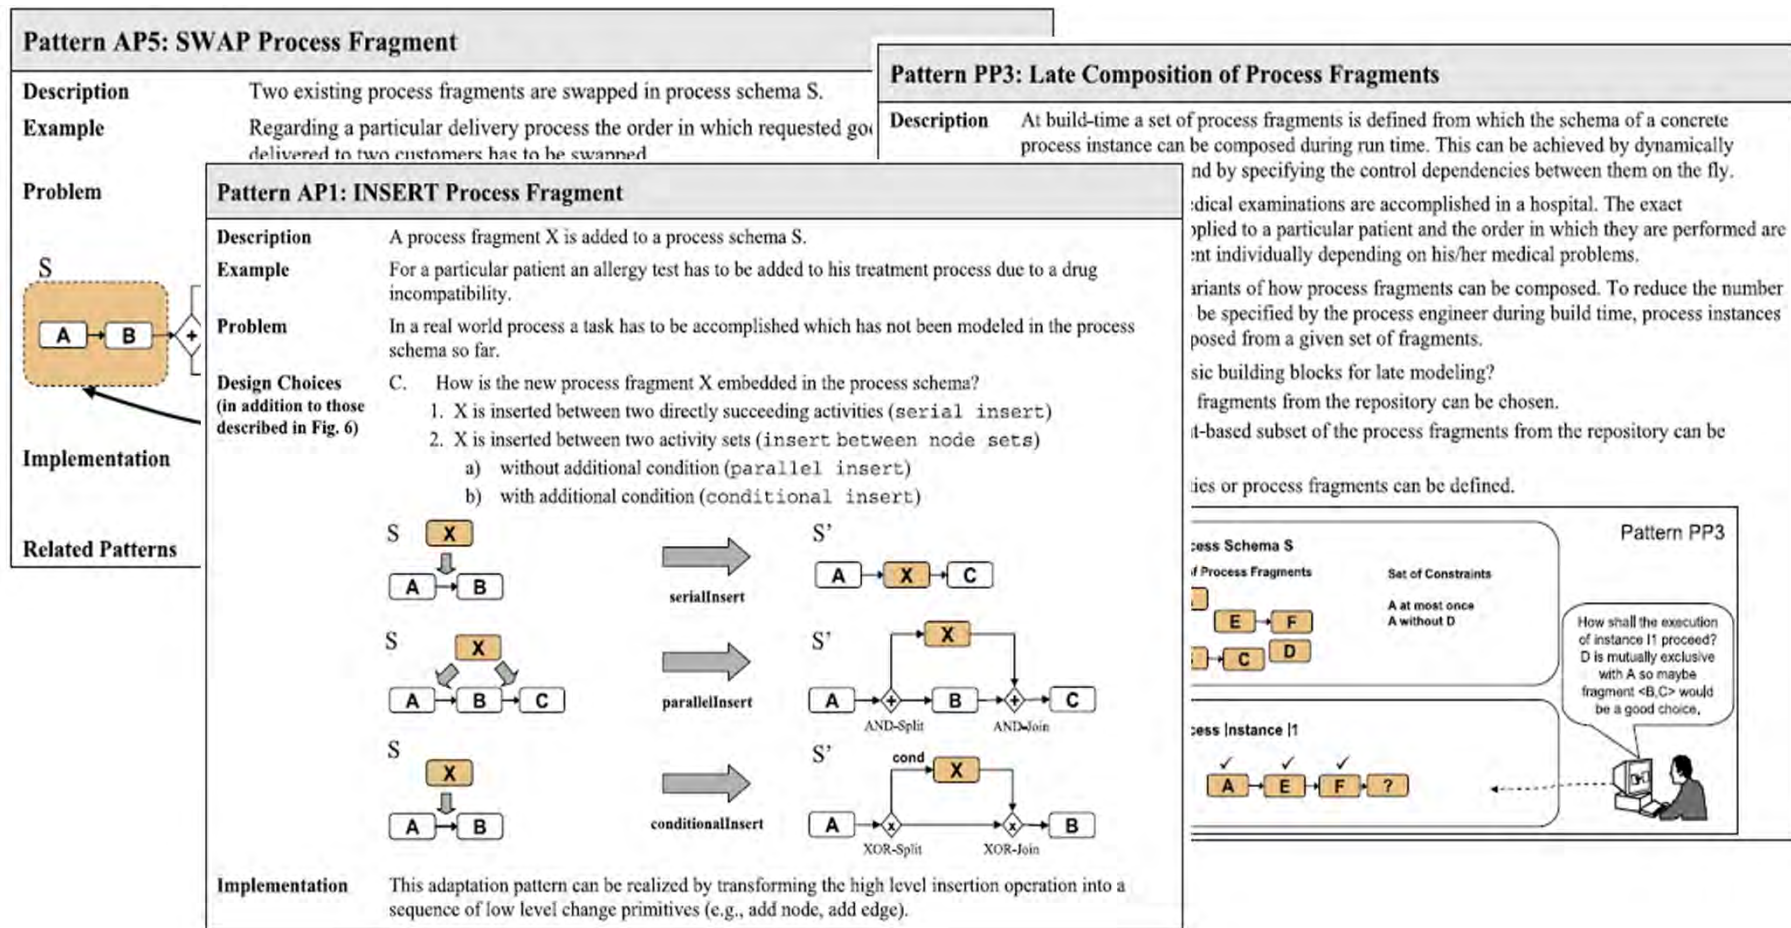 Pattern AP5: SWAP Process Fragment
Description Two existing process fragments are swapped in process schema S.
Example Regarding a particular delivery process the order in which requested
delivered to two customers has to be swapped
Problem
S
A B +
Implementation
Related Patterns
Pattern PP3: Late Composition of Process Fragments
Description At build-time a set of process fragments is defined from which the schema of a concrete
process instance can be composed during run time. This can be achieved by dynamically
and by specifying the control dependencies between them on the fly.
examinations are accomplished in a hospital. The exact
to a particular patient and the order in which they are performed are
individually depending on his/her medical problems.
of how process fragments can be composed. To reduce the number
be specified by the process engineer during build time, process instances
from a given set of fragments.
building blocks for late modeling?
fragments from the repository can be chosen.
subset of the process fragments from the repository can be
or process fragments can be defined.
Pattern PP3
Schema S
of Process Fragments
Set of Constraints
A at most once
A without D
E F
C D
How shall the execution
of instance I1 proceed?
D is mutually exclusive
with A so maybe
fragment <B,C> would
be a good choice.
Instance I1
A E F ?
Pattern AP1: INSERT Process Fragment
Description A process fragment X is added to a process schema S.
Example For a particular patient an allergy test has to be added to his treatment process due to a drug
incompatibility.
Problem In a real world process a task has to be accomplished which has not been modeled in the process
schema so far.
Design Choices C. How is the new process fragment X embedded in the process schema?
(in addition to those 1. X is inserted between two directly succeeding activities (serial insert)
described in Fig. 6) 2. X is inserted between two activity sets (insert between node sets)
a) without additional condition (parallel insert)
b) with additional condition (conditional insert)
S X S'
A B A X C
serialInsert
S X S' X
A B C A + B + C
parallelInsert
AND-Split AND-Join
S X S' cond X
A B A x x B
conditionalInsert
XOR-Split XOR-Join
Implementation This adaptation pattern can be realized by transforming the high level insertion operation into a
sequence of low level change primitives (e.g., add node, add edge).